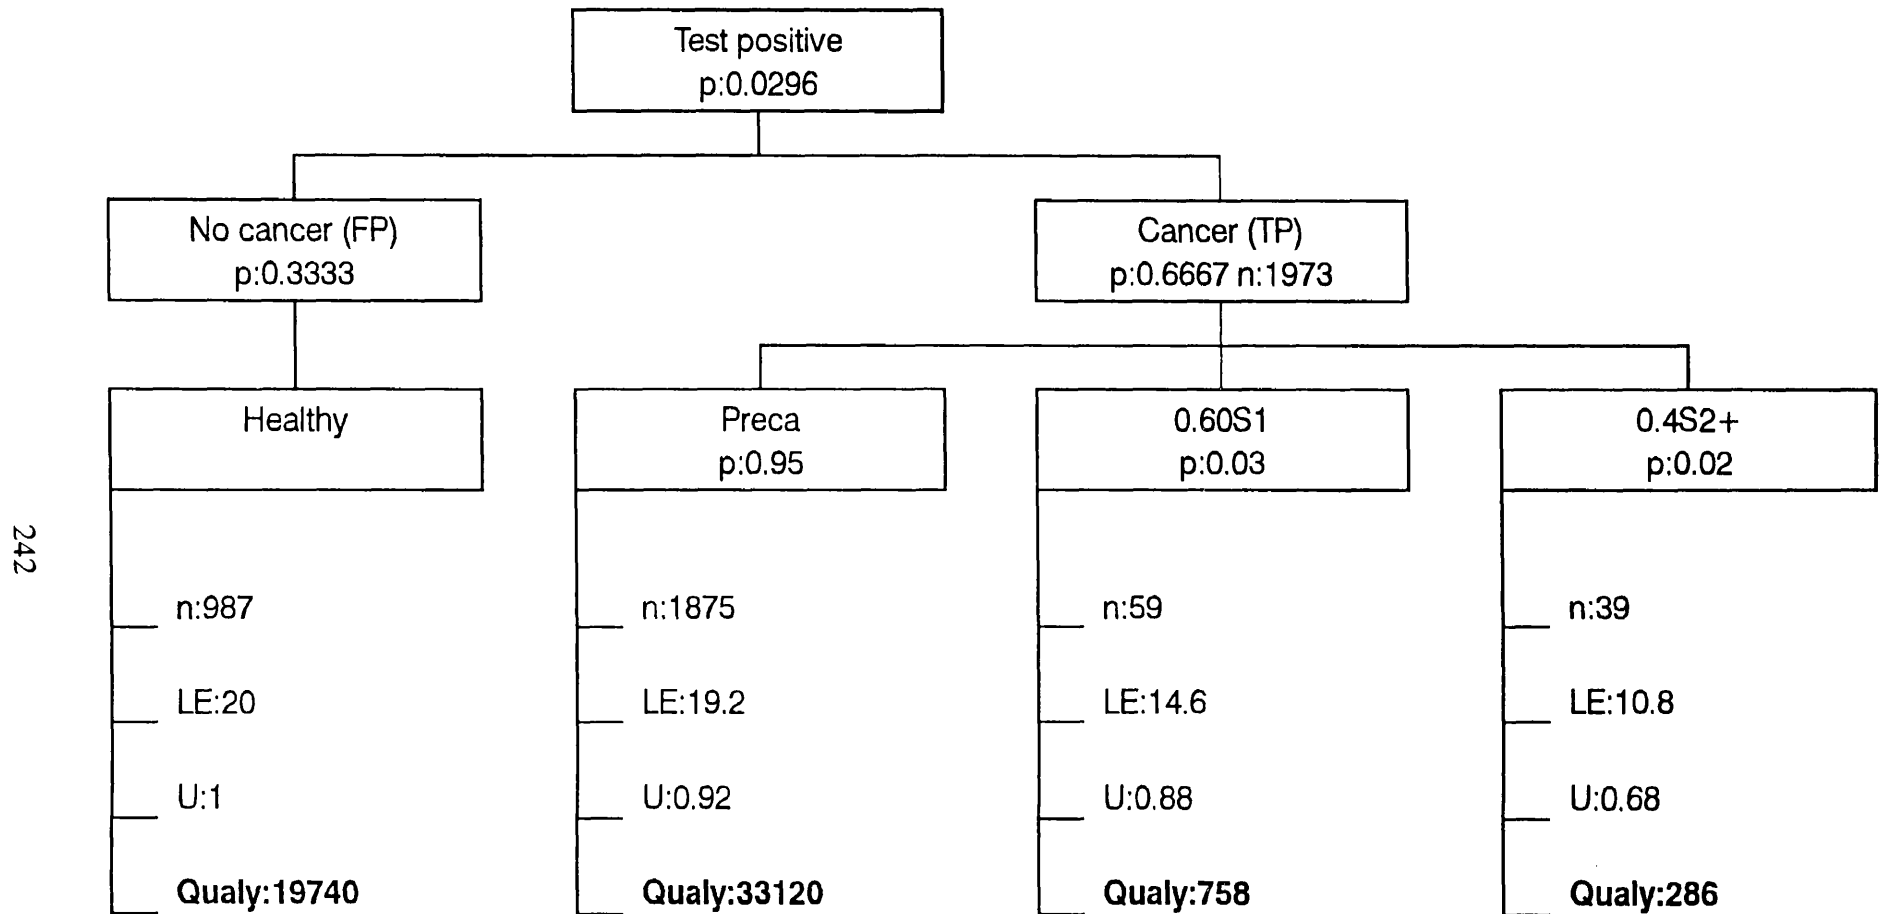 Test positive
p:0.0296
No cancer (FP)
p:0.3333
Cancer (TP)
p:0.6667 n:1973
Healthy
Preca
p:0.95
0.60S1
p:0.03
0.4S2+
p:0.02
n:987
n:1875
n:59
n:39
LE:20
LE:19.2
LE:14.6
LE:10.8
U:1
U:0.92
U:0.88
U:0.68
Qualy:19740
Qualy:33120
Qualy:758
Qualy:286
242